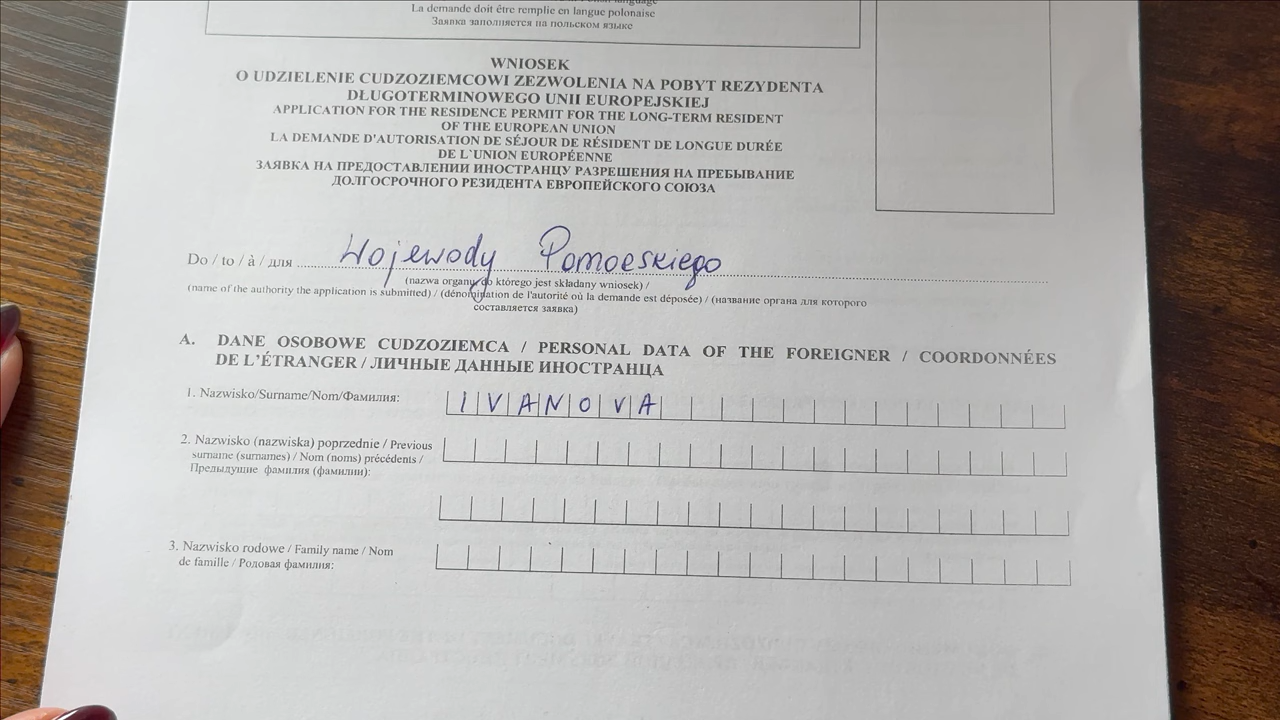 La demande doit être remplie en langue polonaise
Заявка заполняется на польском языке
WNIOSEK
O UDZIELENIE CUDZOZIEMCOWI ZEZWOLENIA NA POBYT REZYDENTA
DŁUGOTERMINOWEGO UNII EUROPEJSKIEJ
APPLICATION FOR THE RESIDENCE PERMIT FOR THE LONG-TERM RESIDENT
OF THE EUROPEAN UNION
LA DEMANDE D'AUTORISATION DE SÉJOUR DE RÉSIDENT DE LONGUE DURÉE
DE L`UNION EUROPÉENNE
ЗАЯВКА НА ПРЕДОСТАВЛЕНИИ ИНОСТРАНЦУ РАЗРЕШЕНИЯ НА ПРЕБЫВАНИЕ
ДОЛГОСРОЧНОГО РЕЗИДЕНТА ЕВРОПЕЙСКОГО СОЮЗА
Do / to / à / для Wojewody Pomorskiego
(nazwa organu do którego jest składany wniosek) /
(name of the authority the application is submitted) / (dénomination de l'autorité où la demande est déposée) / (название органа для которого
составляется заявка)
A. DANE OSOBOWE CUDZOZIEMCA / PERSONAL DATA OF THE FOREIGNER / COORDONNÉES
DE L'ÉTRANGER / ЛИЧНЫЕ ДАННЫЕ ИНОСТРАНЦА
1. Nazwisko/Surname/Nom/Фамилия: IVANOVA
2. Nazwisko (nazwiska) poprzednie / Previous
surname (surnames) / Nom (noms) précédents /
Предыдущие фамилия (фамилии):
3. Nazwisko rodowe / Family name / Nom
de famille / Родовая фамилия: